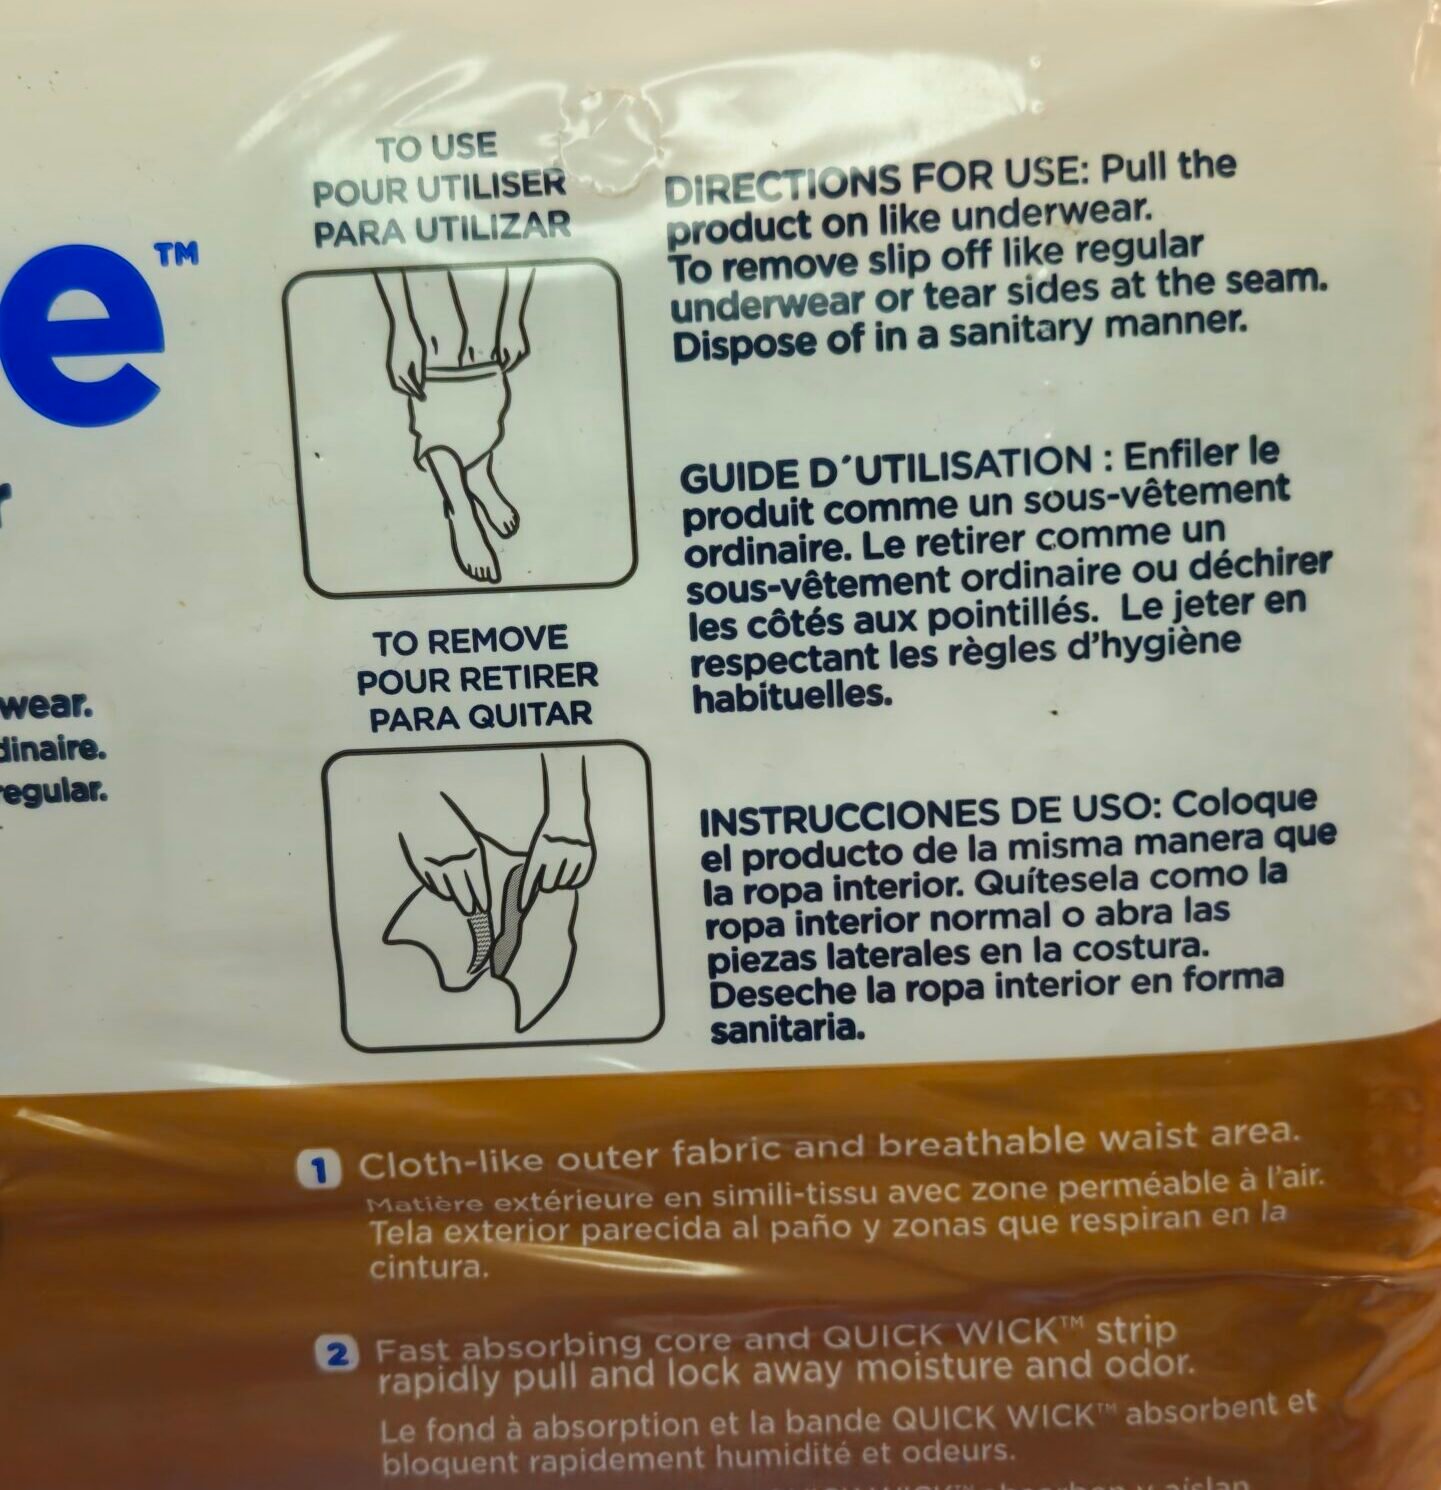 e™
r
wear.
dinaire.
egular.
TO USE
POUR UTILISER
PARA UTILIZAR
TO REMOVE
POUR RETIRER
PARA QUITAR
DIRECTIONS FOR USE: Pull the
product on like underwear.
To remove slip off like regular
underwear or tear sides at the seam.
Dispose of in a sanitary manner.
GUIDE D´UTILISATION : Enfiler le
produit comme un sous-vêtement
ordinaire. Le retirer comme un
sous-vêtement ordinaire ou déchirer
les côtés aux pointillés. Le jeter en
respectant les règles d’hygiène
habituelles.
INSTRUCCIONES DE USO: Coloque
el producto de la misma manera que
la ropa interior. Quítesela como la
ropa interior normal o abra las
piezas laterales en la costura.
Deseche la ropa interior en forma
sanitaria.
1 Cloth-like outer fabric and breathable waist area.
Matière extérieure en simili-tissu avec zone perméable à l’air.
Tela exterior parecida al paño y zonas que respiran en la
cintura.
2 Fast absorbing core and QUICK WICK™ strip
rapidly pull and lock away moisture and odor.
Le fond à absorption et la bande QUICK WICK™ absorbent et
bloquent rapidement humidité et odeurs.